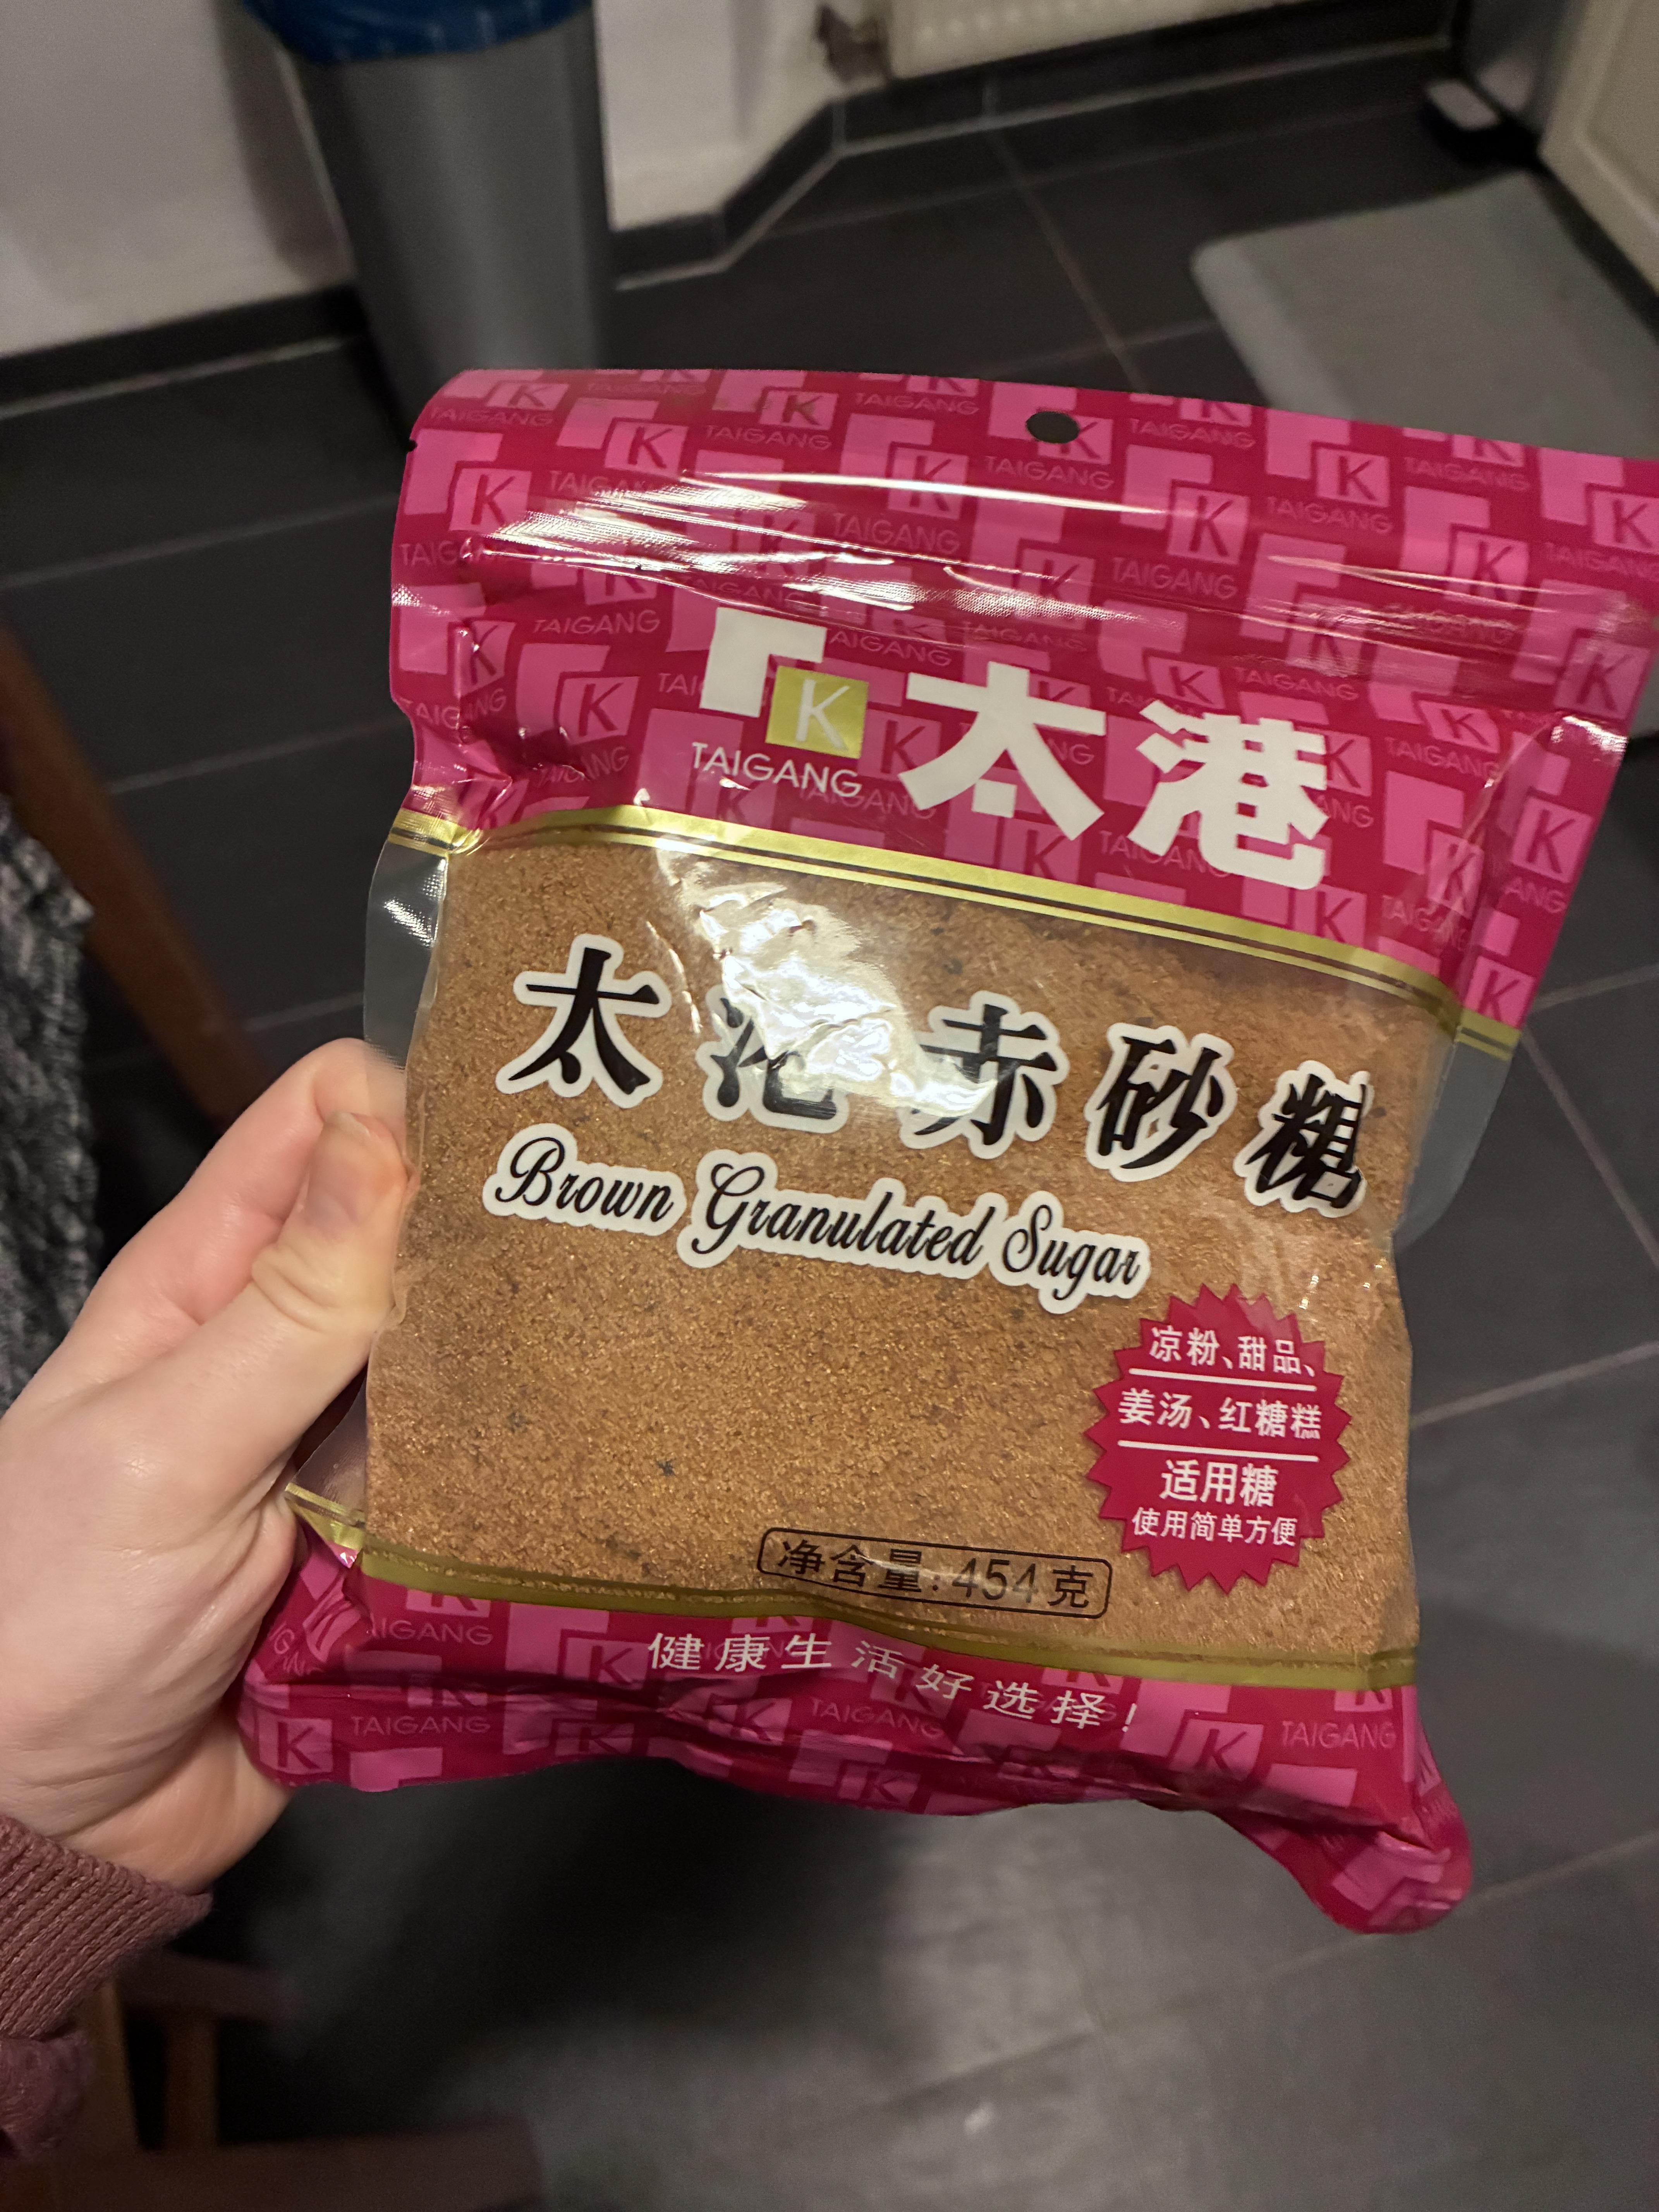 太港
TAIGANG
太港赤砂糖
Brown Granulated Sugar
凉粉、甜品、
姜汤、红糖糕
适用糖
使用简单方便
净含量:454克
健康生活好选择!